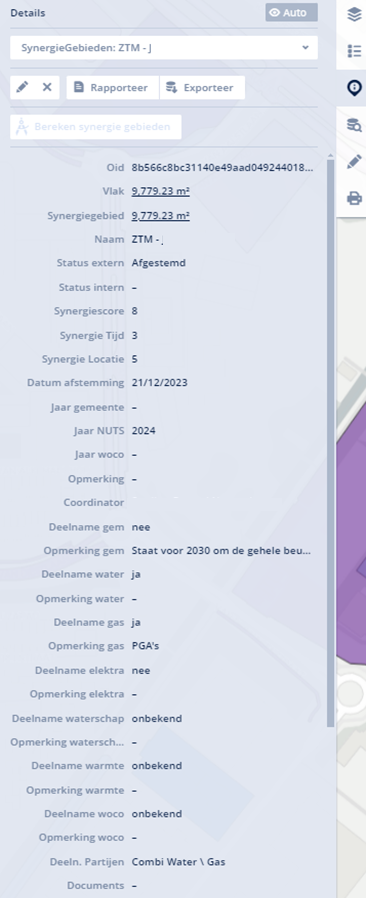 Details
Auto
SynergieGebieden: ZTM - J
Rapporteer
Exporteer
Bereken synergie gebieden
Oid 8b566c8bc31140e49aad049244018...
Vlak 9,779.23 m²
Synergiegebied 9,779.23 m²
Naam ZTM -
Status extern Afgestemd
Status intern –
Synergiescore 8
Synergie Tijd 3
Synergie Locatie 5
Datum afstemming 21/12/2023
Jaar gemeente –
Jaar NUTS 2024
Jaar woco –
Opmerking –
Coordinator
Deelname gem nee
Opmerking gem Staat voor 2030 om de gehele beu...
Deelname water ja
Opmerking water –
Deelname gas ja
Opmerking gas PGA's
Deelname elektra nee
Opmerking elektra –
Deelname waterschap onbekend
Opmerking watersch... –
Deelname warmte onbekend
Opmerking warmte –
Deelname woco onbekend
Opmerking woco –
Deeln. Partijen Combi Water \ Gas
Documents –